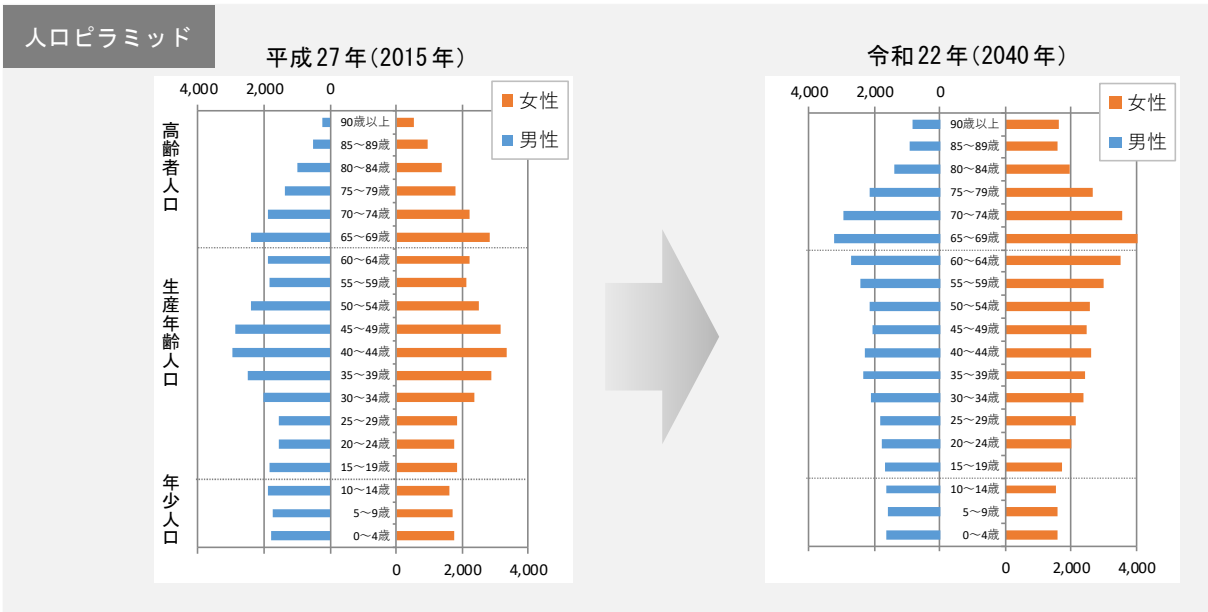 人口ピラミッド
平成27年(2015年)
令和22年(2040年)
4,000 2,000 0
女性
男性
高齢者人口
生産年齢人口
年少人口
90歳以上
85～89歳
80～84歳
75～79歳
70～74歳
65～69歳
60～64歳
55～59歳
50～54歳
45～49歳
40～44歳
35～39歳
30～34歳
25～29歳
20～24歳
15～19歳
10～14歳
5～9歳
0～4歳
0 2,000 4,000
4,000 2,000 0
女性
男性
90歳以上
85～89歳
80～84歳
75～79歳
70～74歳
65～69歳
60～64歳
55～59歳
50～54歳
45～49歳
40～44歳
35～39歳
30～34歳
25～29歳
20～24歳
15～19歳
10～14歳
5～9歳
0～4歳
0 2,000 4,000